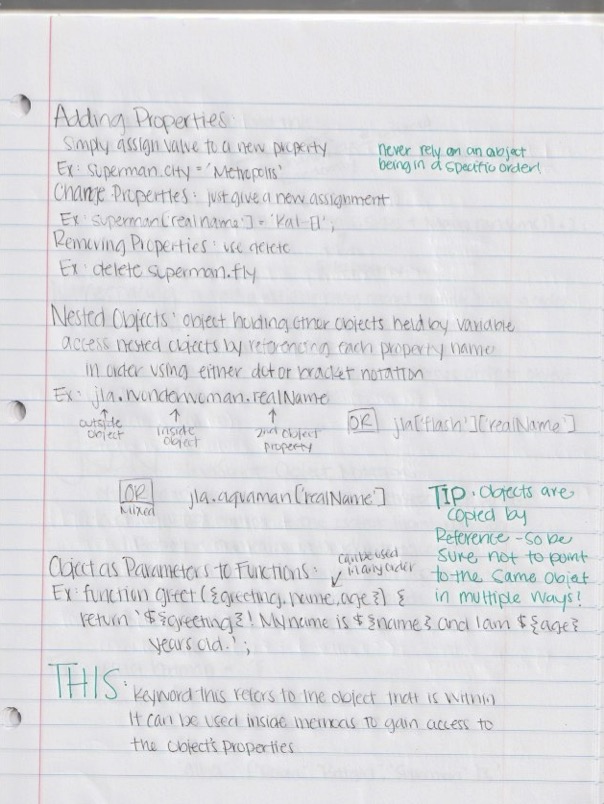 Adding Properties:
Simply assign value to a new property
never rely on an object
being in a specific order!
Ex: superman.city = 'Metropolis'
Change Properties: just give a new assignment
Ex: superman['realname'] = 'Kal-El';
Removing Properties: use delete
Ex: delete superman.fly
Nested Objects: object holding other objects held by variable
access nested objects by referencing each property name
in order using either dot or bracket notation
Ex: jla.wonderwoman.realName
outside
object
inside
object
2nd object
property
OR jla['flash']['realName']
OR
Mixed
jla.aquaman['realName']
TIP: Objects are
copied by
Reference - so be
sure not to point
to the same object
in multiple ways!
Object as Parameters to Functions:
can be used
in any order
Ex: function greet({greeting, name, age}) {
return `${greeting}! My name is ${name} and I am ${age}
years old.`;
THIS: keyword this refers to the object that is within
It can be used inside methods to gain access to
the object's properties